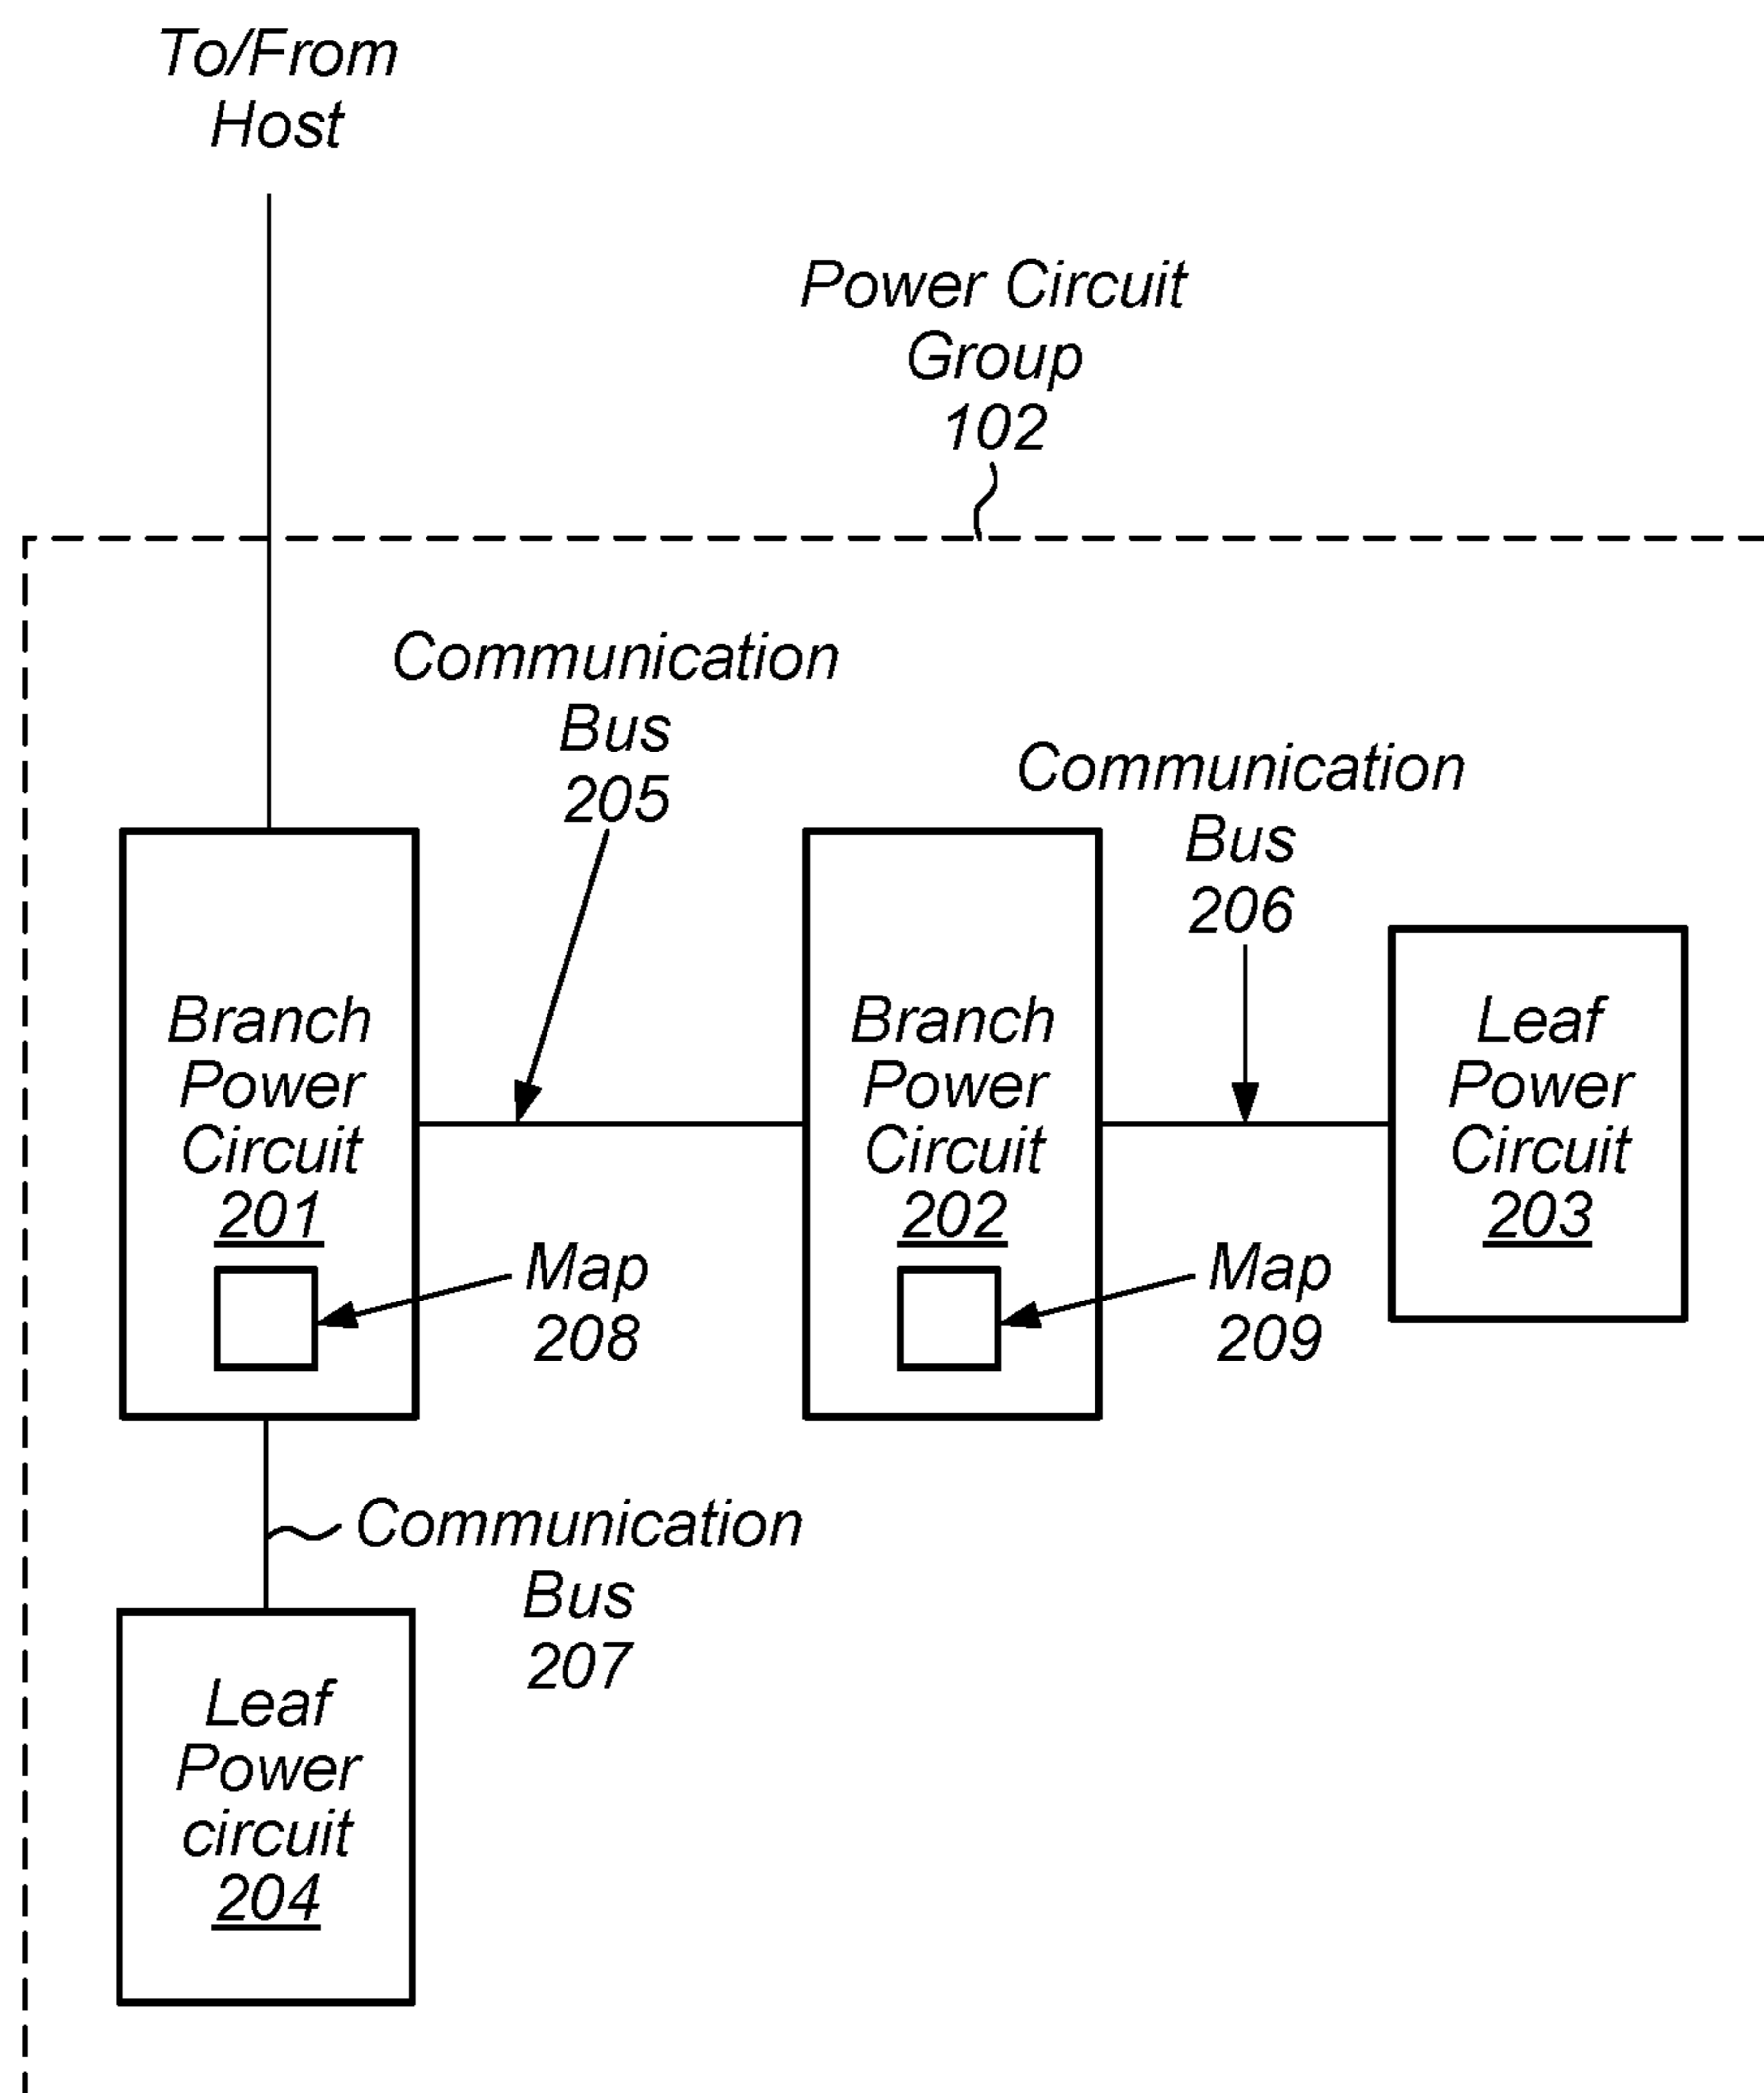 To/From
Host
Power Circuit
Group
102
Communication
Bus
205
Communication
Bus
206
Branch
Power
Circuit
201
Branch
Power
Circuit
202
Leaf
Power
Circuit
203
Map
208
Map
209
Communication
Bus
207
Leaf
Power
circuit
204